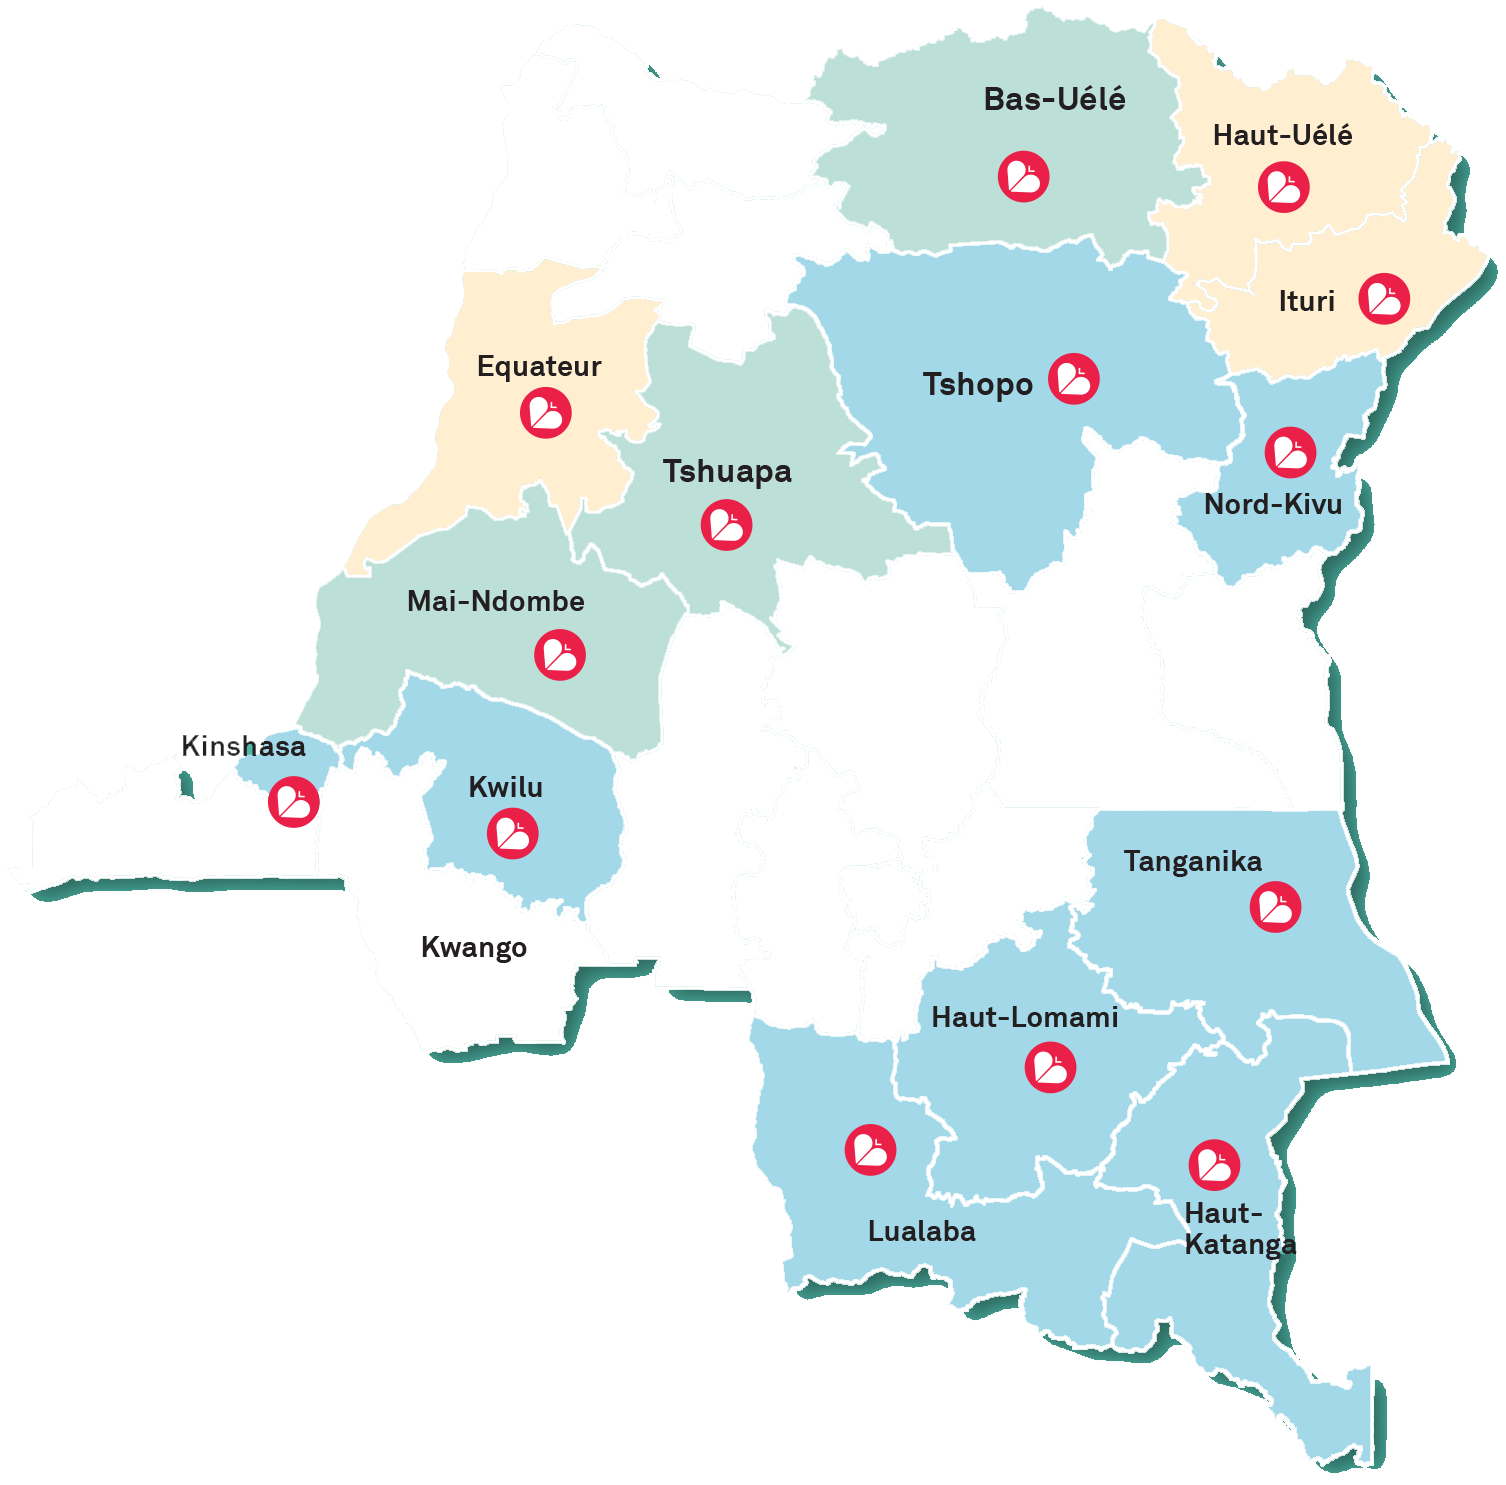 Bas-Uélé
Haut-Uélé
Ituri
Equateur
Tshopo
Tshuapa
Nord-Kivu
Mai-Ndombe
Kinshasa
Kwilu
Tanganika
Kwango
Haut-Lomami
Haut-
Katanga
Lualaba